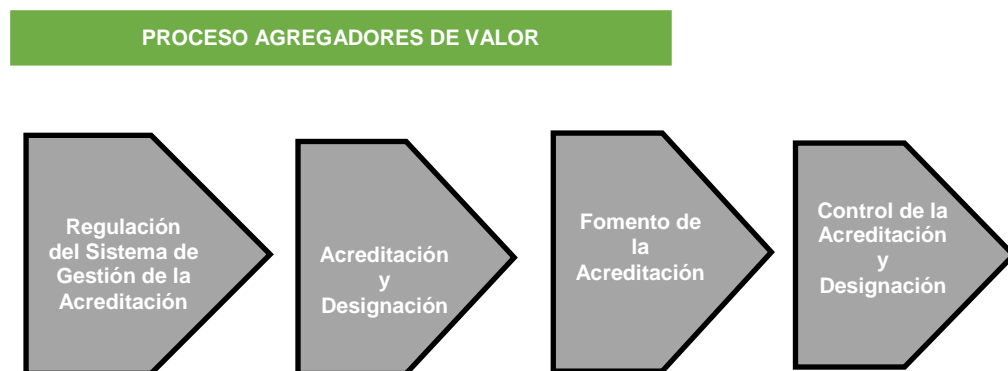 PROCESO AGREGADORES DE VALOR
Regulación
del Sistema de
Gestión de la
Acreditación
Acreditación
y
Designación
Fomento de
la
Acreditación
Control de la
Acreditación
y
Designación